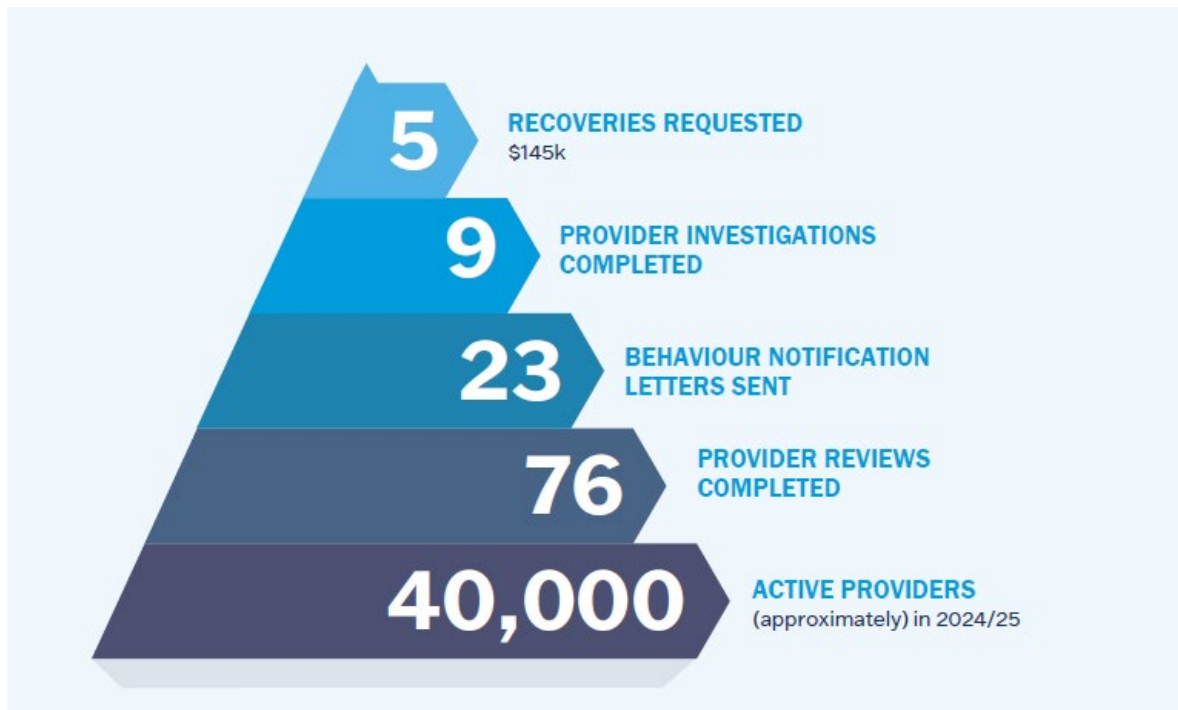 5
RECOVERIES REQUESTED
$145k
9
PROVIDER INVESTIGATIONS
COMPLETED
23
BEHAVIOUR NOTIFICATION
LETTERS SENT
76
PROVIDER REVIEWS
COMPLETED
40,000
ACTIVE PROVIDERS
(approximately) in 2024/25